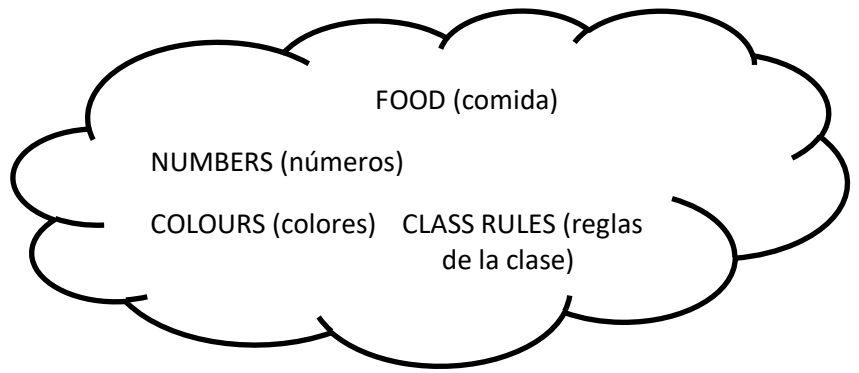 FOOD (comida)
NUMBERS (números)
COLOURS (colores) CLASS RULES (reglas
de la clase)